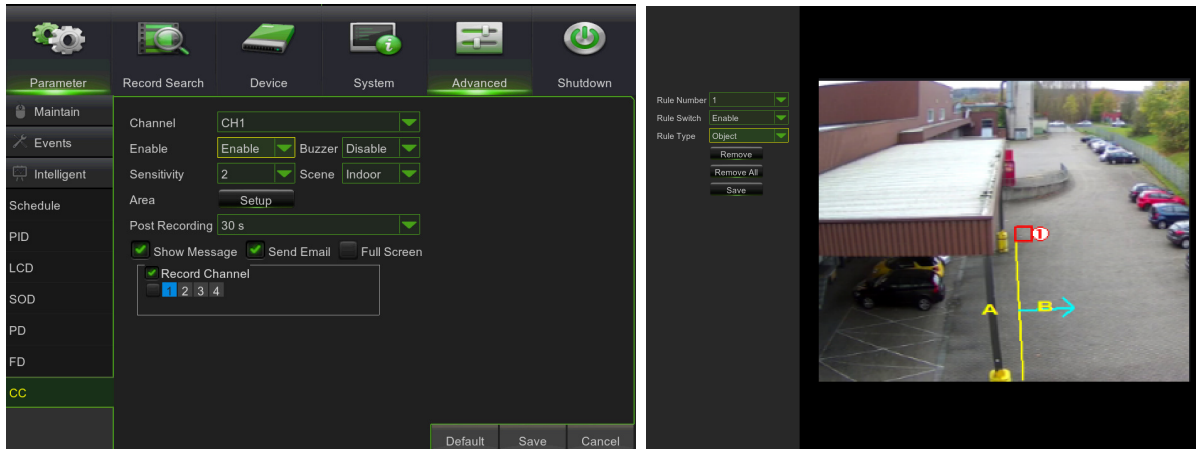 Parameter Record Search Device System Advanced Shutdown
Maintain
Events
Intelligent
Schedule
PID
LCD
SOD
PD
FD
CC
Channel CH1
Enable Enable Buzzer Disable
Sensitivity 2 Scene Indoor
Area Setup
Post Recording 30 s
Show Message Send Email Full Screen
Record Channel
1 2 3 4
Default Save Cancel
Rule Number 1
Rule Switch Enable
Rule Type Object
Remove
Remove All
Save
1
A B